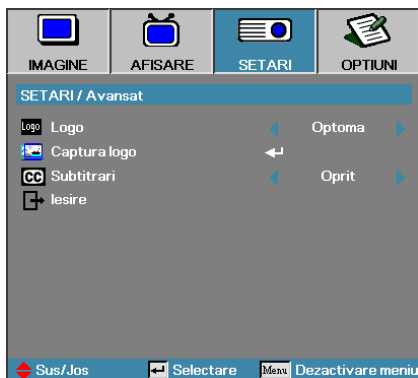 IMAGINE AFISARE SETARI OPTIUNI
SETARI / Avansat
Logo Logo Optoma
Captura logo
CC Subtitrari Oprit
Iesire
Sus/Jos Selectare Menu Dezactivare meniu